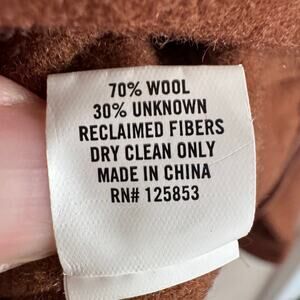 70% WOOL
30% UNKNOWN
RECLAIMED FIBERS
DRY CLEAN ONLY
MADE IN CHINA
RN# 125853